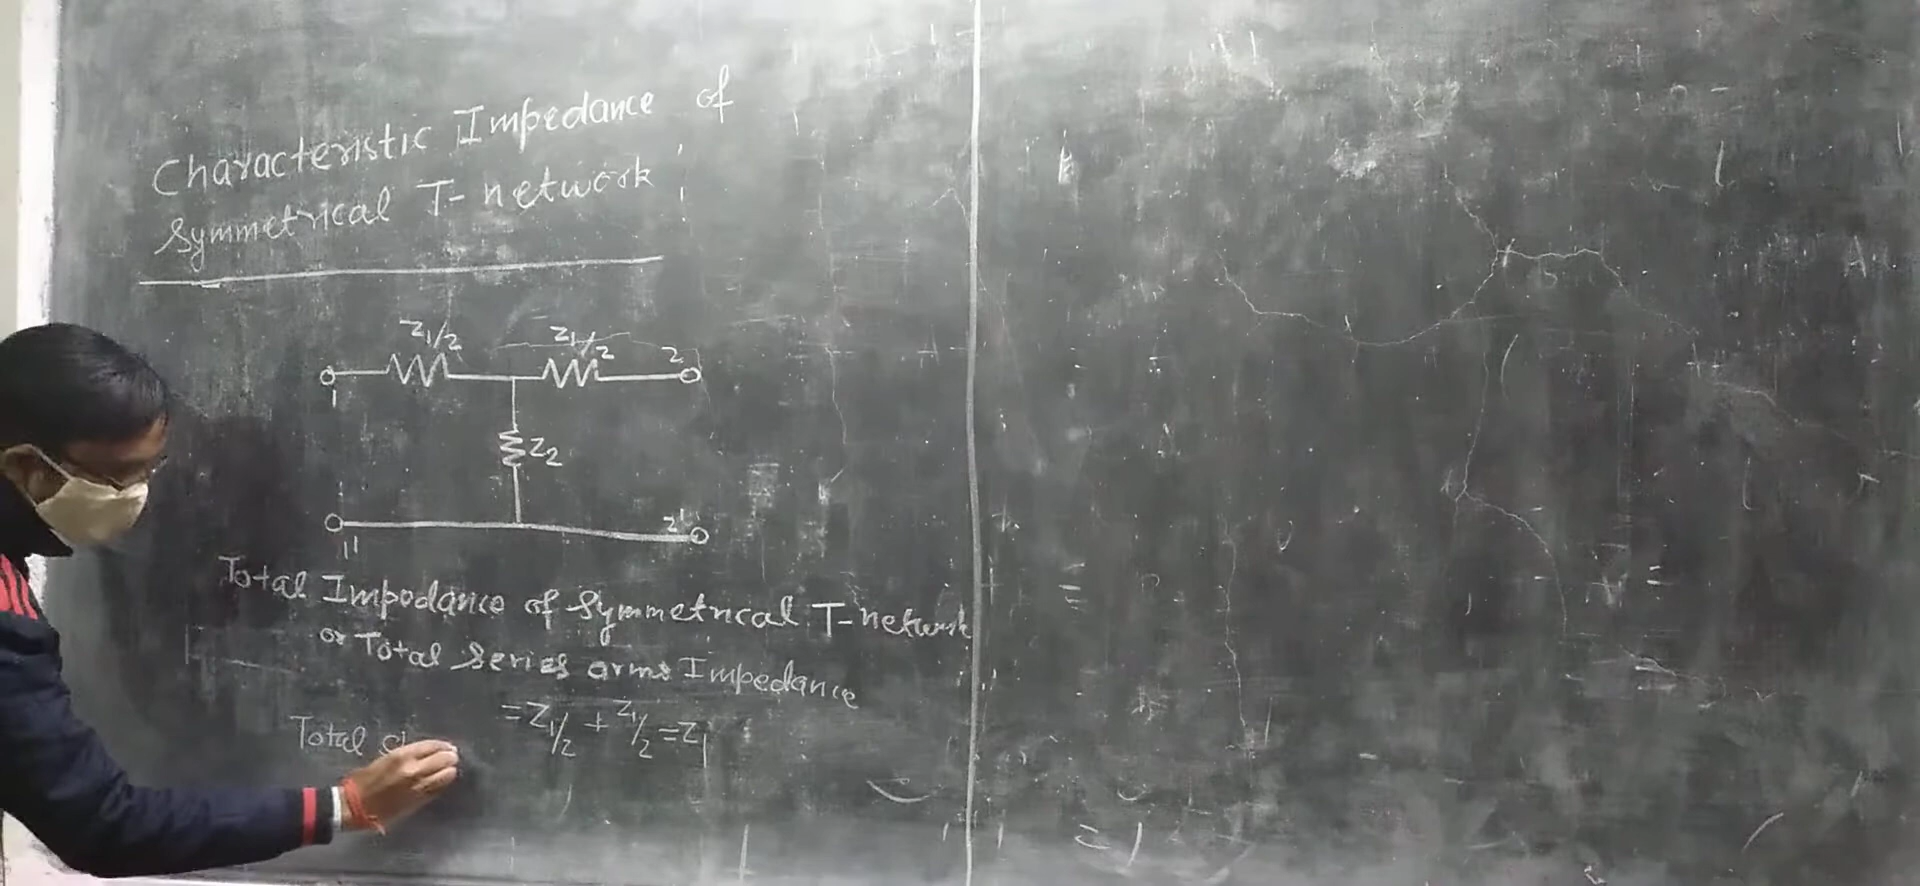 Characteristic Impedance of
Symmetrical T-network
Z1/2
Z1/2
2
1
Z2
2'
1'
Total Impedance of Symmetrical T-network
or Total series arms Impedance
= Z1/2 + Z1/2 = Z1
Total